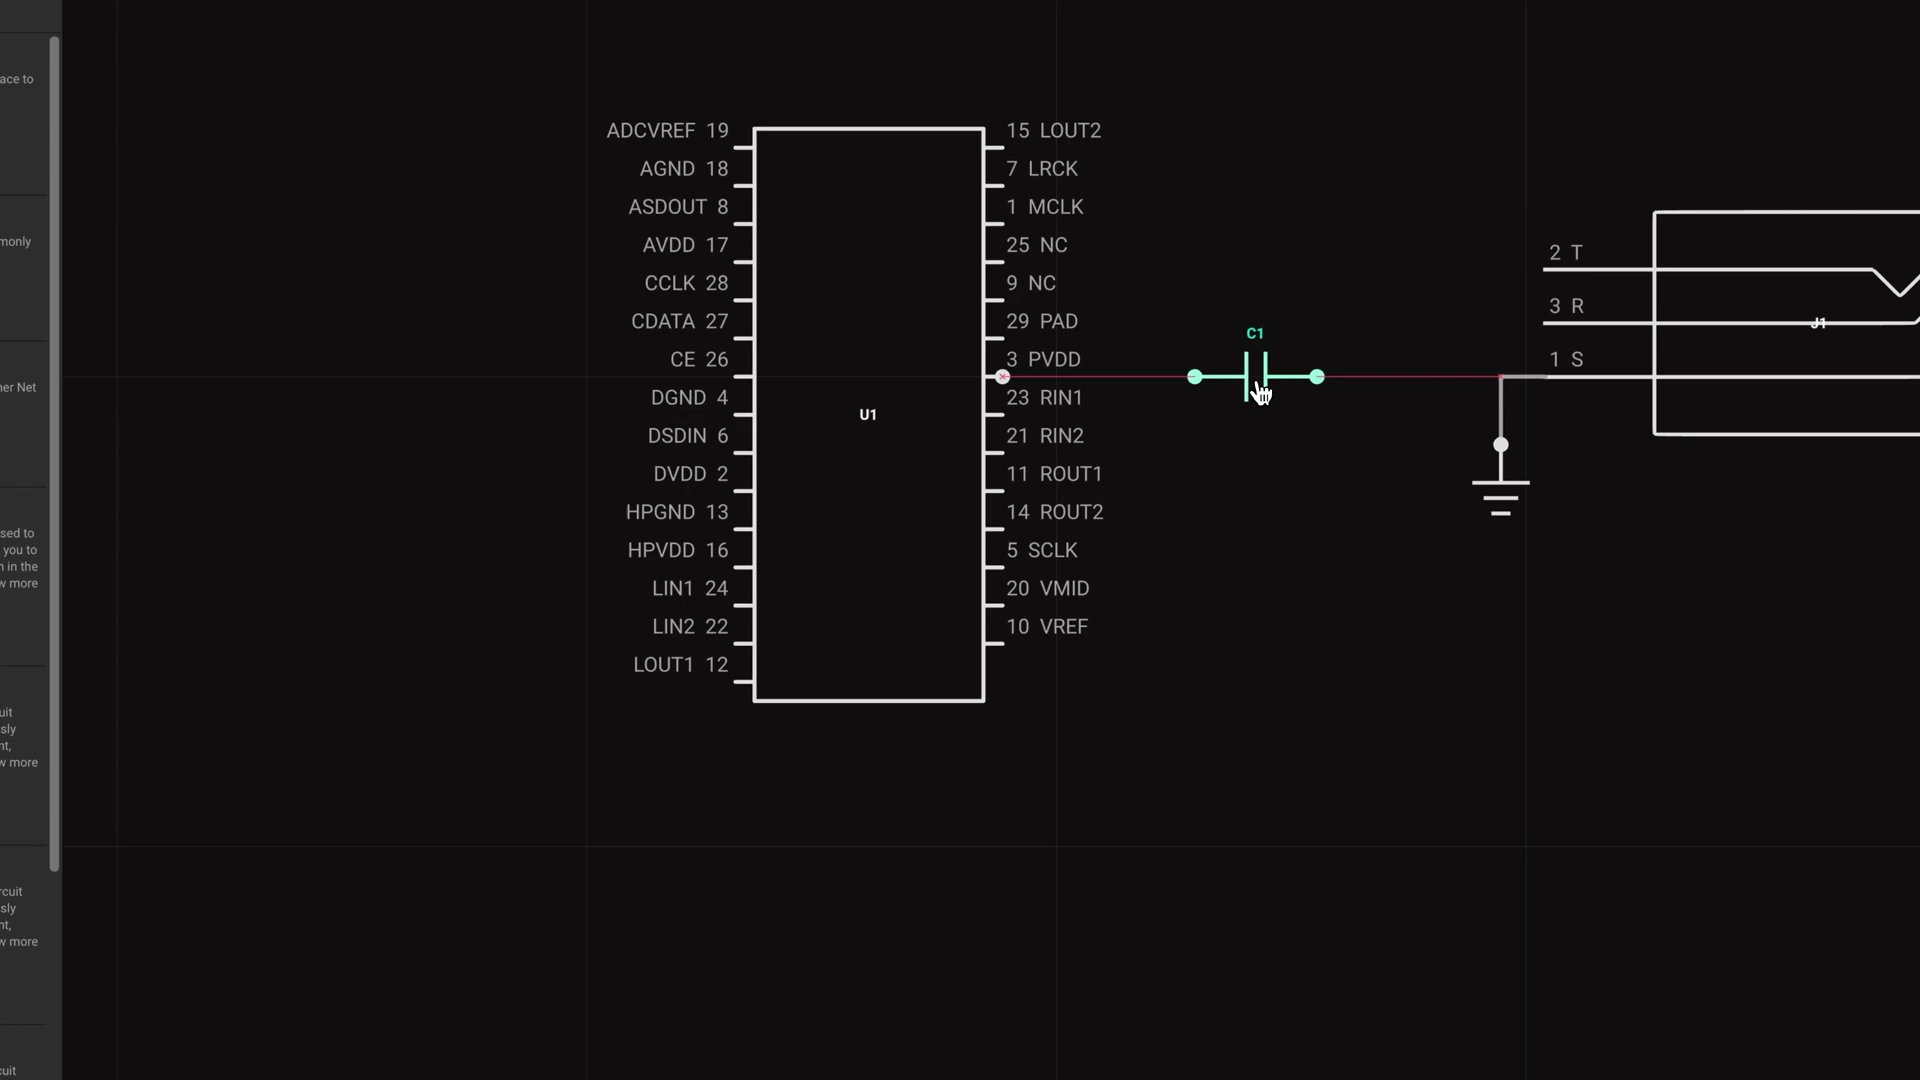 ace to
monly
ner Net
sed to
you to
n in the
w more
uit
sly
nt,
w more
rcuit
sly
nt,
w more
cuit
ADCVREF 19
AGND 18
ASDOUT 8
AVDD 17
CCLK 28
CDATA 27
CE 26
DGND 4
DSDIN 6
DVDD 2
HPGND 13
HPVDD 16
LIN1 24
LIN2 22
LOUT1 12
U1
15 LOUT2
7 LRCK
1 MCLK
25 NC
9 NC
29 PAD
3 PVDD
23 RIN1
21 RIN2
11 ROUT1
14 ROUT2
5 SCLK
20 VMID
10 VREF
C1
2 T
3 R
1 S
J1